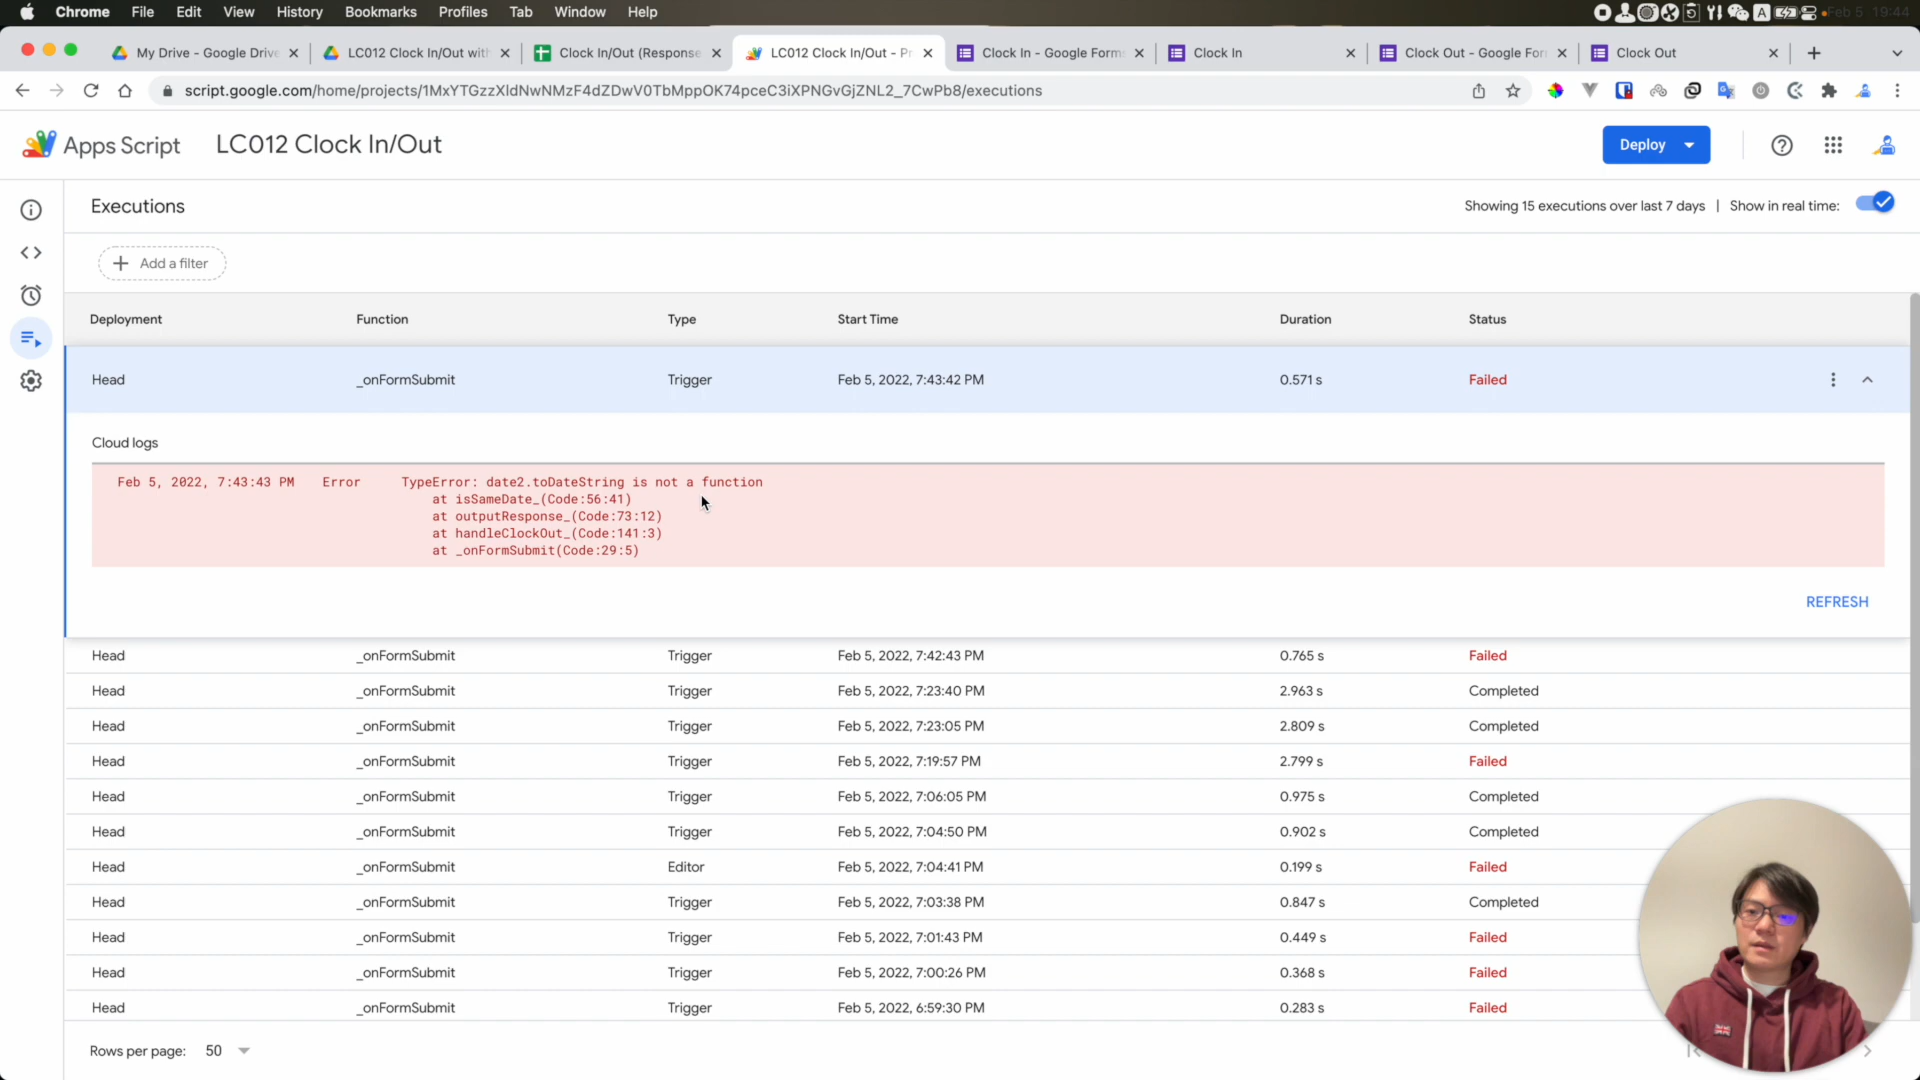 Chrome File Edit View History Bookmarks Profiles Tab Window Help Feb 5 19:44
My Drive - Google Drive LC012 Clock In/Out with Clock In/Out (Response LC012 Clock In/Out - Pr Clock In - Google Forms Clock In Clock Out - Google For Clock Out
script.google.com/home/projects/1MxYTGzzXldNwNMzF4dZDwV0TbMppOK74pceC3iXPNGvGjZNL2_7CwPb8/executions
Apps Script LC012 Clock In/Out Deploy
Executions Showing 15 executions over last 7 days | Show in real time:
Add a filter
Deployment Function Type Start Time Duration Status
Head _onFormSubmit Trigger Feb 5, 2022, 7:43:42 PM 0.571 s Failed
Cloud logs
Feb 5, 2022, 7:43:43 PM Error TypeError: date2.toDateString is not a function
at isSameDate_(Code:56:41)
at outputResponse_(Code:73:12)
at handleClockOut_(Code:141:3)
at _onFormSubmit(Code:29:5)
REFRESH
Head _onFormSubmit Trigger Feb 5, 2022, 7:42:43 PM 0.765 s Failed
Head _onFormSubmit Trigger Feb 5, 2022, 7:23:40 PM 2.963 s Completed
Head _onFormSubmit Trigger Feb 5, 2022, 7:23:05 PM 2.809 s Completed
Head _onFormSubmit Trigger Feb 5, 2022, 7:19:57 PM 2.799 s Failed
Head _onFormSubmit Trigger Feb 5, 2022, 7:06:05 PM 0.975 s Completed
Head _onFormSubmit Trigger Feb 5, 2022, 7:04:50 PM 0.902 s Completed
Head _onFormSubmit Editor Feb 5, 2022, 7:04:41 PM 0.199 s Failed
Head _onFormSubmit Trigger Feb 5, 2022, 7:03:38 PM 0.847 s Completed
Head _onFormSubmit Trigger Feb 5, 2022, 7:01:43 PM 0.449 s Failed
Head _onFormSubmit Trigger Feb 5, 2022, 7:00:26 PM 0.368 s Failed
Head _onFormSubmit Trigger Feb 5, 2022, 6:59:30 PM 0.283 s Failed
Rows per page: 50